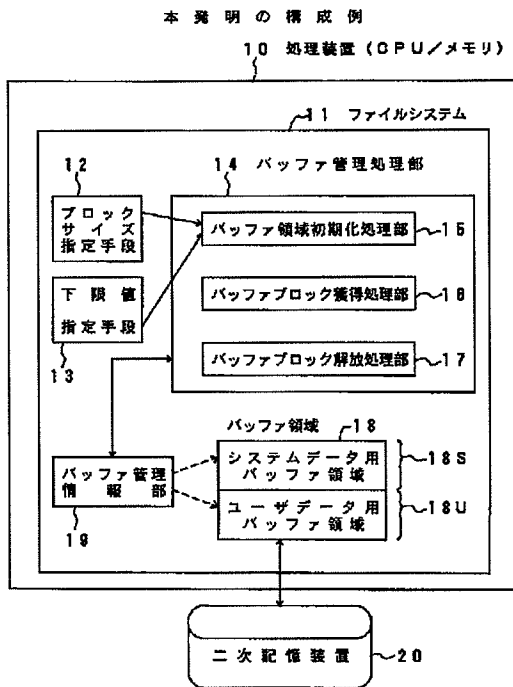 本発明の構成例
10 処理装置（CPU／メモリ）
11 ファイルシステム
12
14 バッファ管理処理部
ブロック
サイズ
指定手段
バッファ領域初期化処理部
15
下限値
指定手段
13
バッファブロック獲得処理部
16
バッファブロック解放処理部
17
バッファ領域
18
バッファ管理
情報部
19
システムデータ用
バッファ領域
18S
ユーザデータ用
バッファ領域
18U
二次記憶装置
20